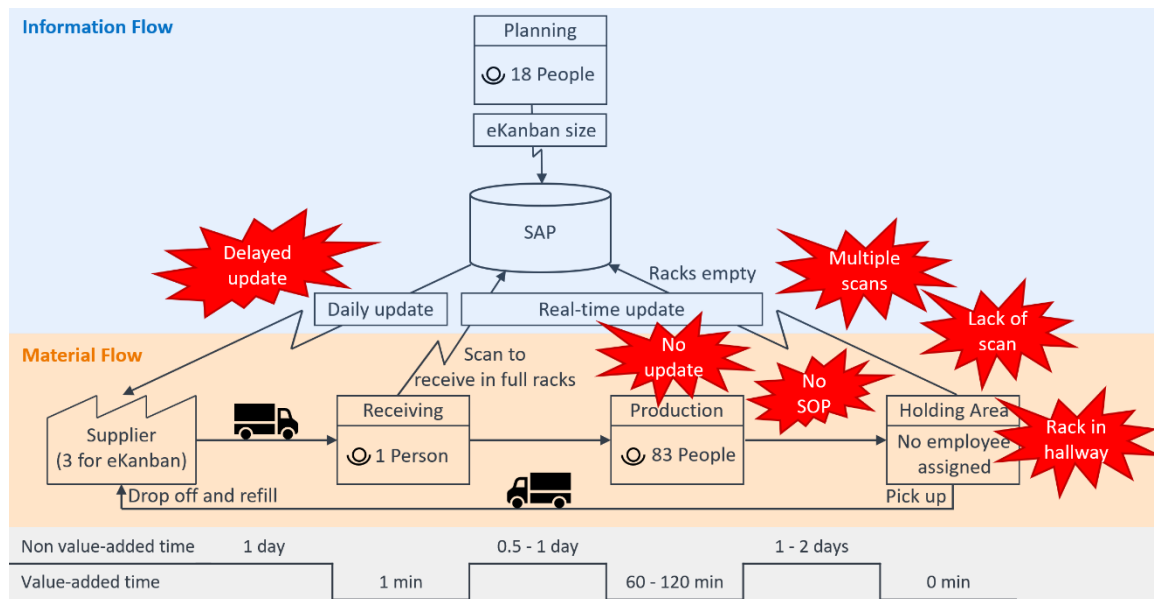 Information Flow
Planning
18 People
eKanban size
SAP
Delayed
update
Racks empty
Multiple
scans
Daily update
Real-time update
Lack of
scan
Material Flow
No
update
Scan to
receive in full racks
No
SOP
Supplier
(3 for eKanban)
Receiving
1 Person
Production
83 People
Holding Area
No employee
assigned
Rack in
hallway
Drop off and refill
Pick up
Non value-added time 1 day 0.5 - 1 day 1 - 2 days
Value-added time 1 min 60 - 120 min 0 min